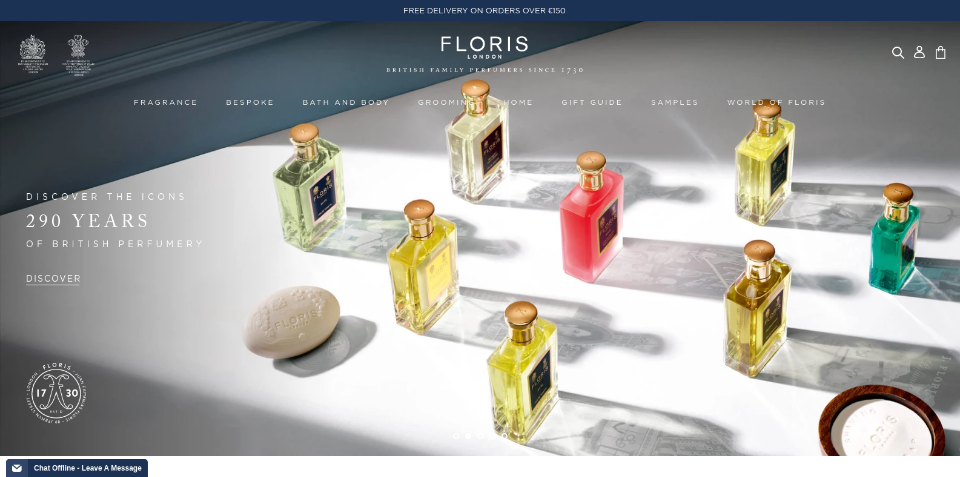 FREE DELIVERY ON ORDERS OVER €150
FLORIS
LONDON
BRITISH FAMILY PERFUMERS SINCE 1730
FRAGRANCE
BESPOKE
BATH AND BODY
GROOMING
HOME
GIFT GUIDE
SAMPLES
WORLD OF FLORIS
DISCOVER THE ICONS
290 YEARS
OF BRITISH PERFUMERY
DISCOVER
FLORIS
FLORIS
17 30
FLORIS
Chat Offline - Leave A Message